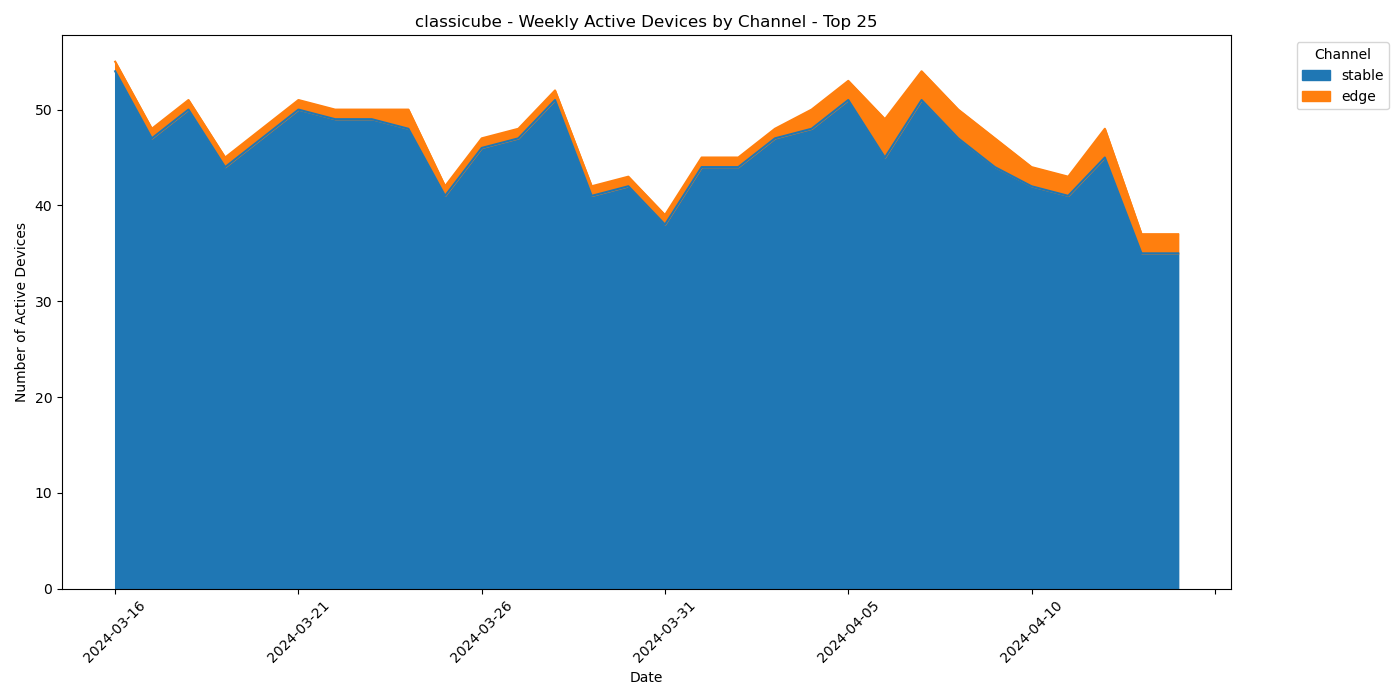 classicube - Weekly Active Devices by Channel - Top 25
Channel
stable
edge
Number of Active Devices
50
40
30
20
10
0
2024-03-16
2024-03-21
2024-03-26
2024-03-31
2024-04-05
2024-04-10
Date